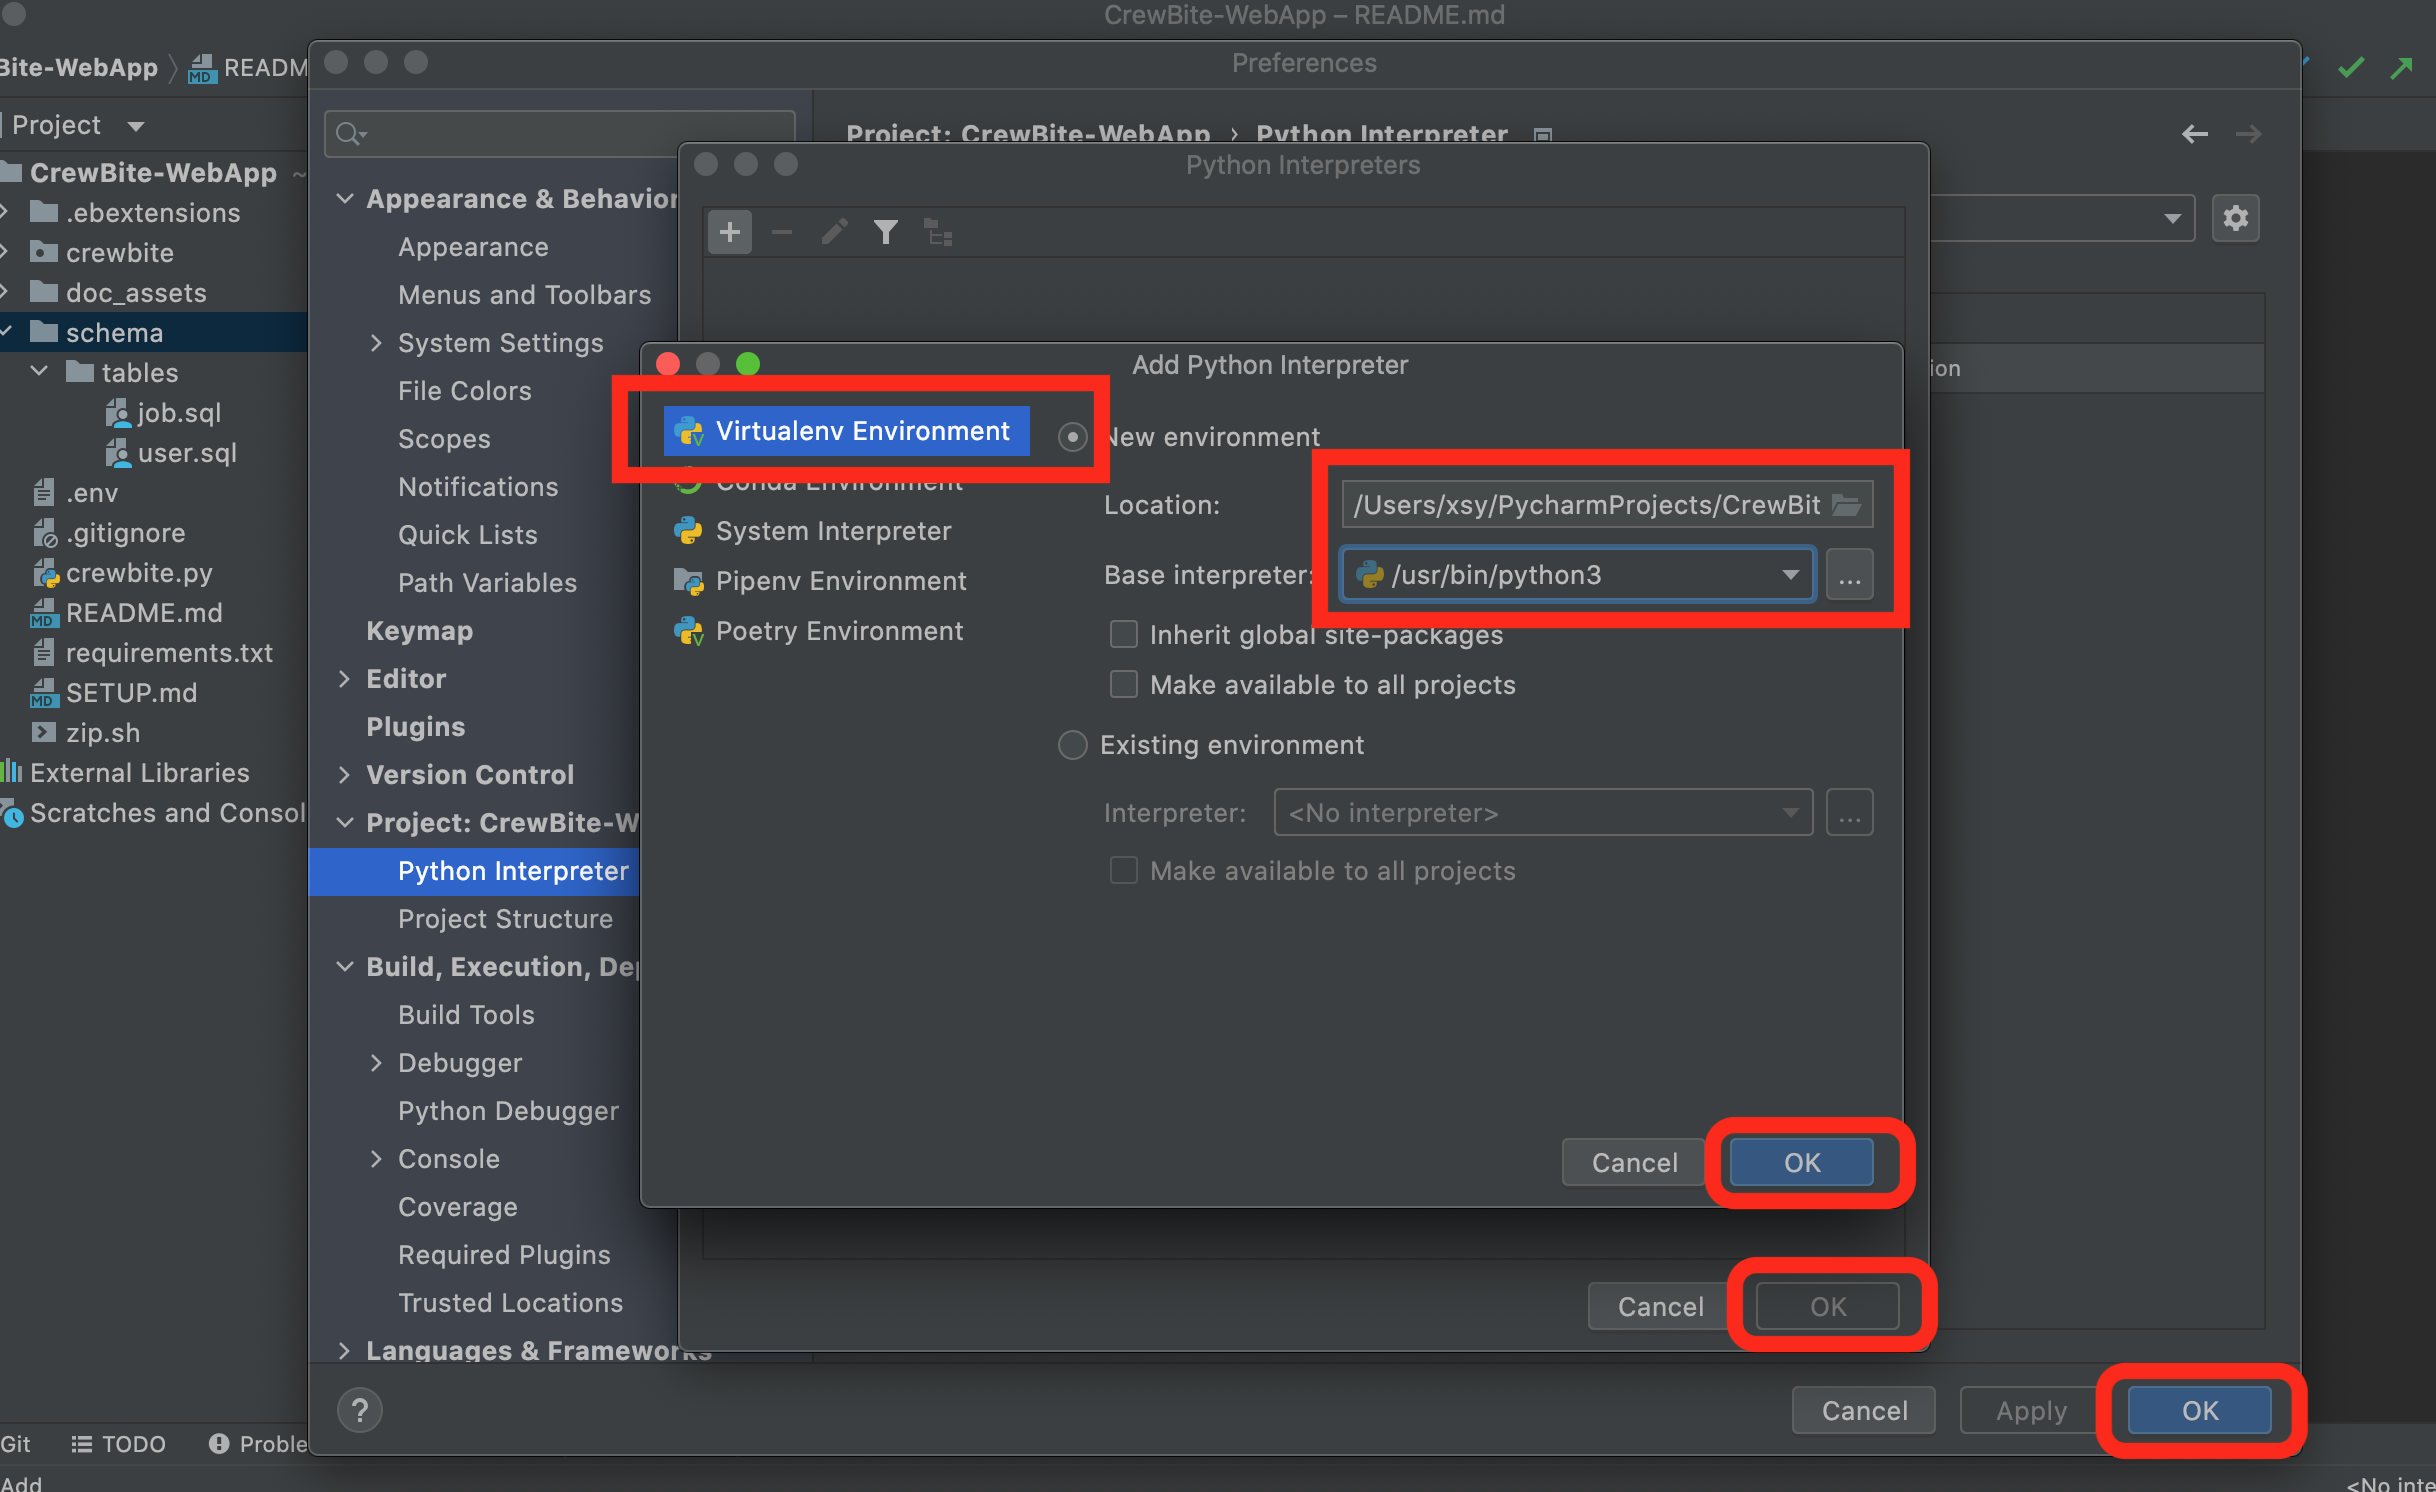 CrewBite-WebApp – README.md
Bite-WebApp
READM
Preferences
Project
Project: CrewBite-WebApp › Python Interpreter
Python Interpreters
CrewBite-WebApp ~
.ebextensions
crewbite
doc_assets
schema
tables
job.sql
user.sql
.env
.gitignore
crewbite.py
README.md
requirements.txt
SETUP.md
zip.sh
External Libraries
Scratches and Consol
Appearance & Behavior
Appearance
Menus and Toolbars
System Settings
File Colors
Scopes
Notifications
Quick Lists
Path Variables
Keymap
Editor
Plugins
Version Control
Project: CrewBite-W
Python Interpreter
Project Structure
Build, Execution, Dep
Build Tools
Debugger
Python Debugger
Console
Coverage
Required Plugins
Trusted Locations
Languages & Frameworks
ion
Add Python Interpreter
Virtualenv Environment
Conda Environment
System Interpreter
Pipenv Environment
Poetry Environment
New environment
Location: /Users/xsy/PycharmProjects/CrewBit
Base interpreter: /usr/bin/python3 ...
Inherit global site-packages
Make available to all projects
Existing environment
Interpreter: <No interpreter> ...
Make available to all projects
Cancel OK
Cancel OK
? Cancel Apply OK
Git TODO Proble
Add <No inte